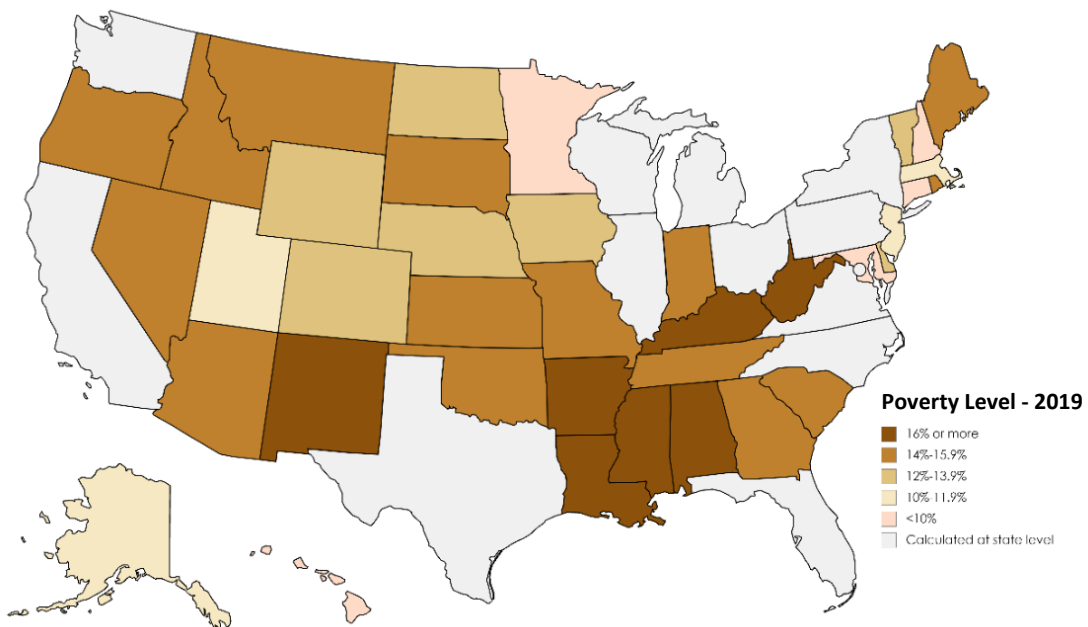 Poverty Level - 2019
16% or more
14%-15.9%
12%-13.9%
10%-11.9%
<10%
Calculated at state level